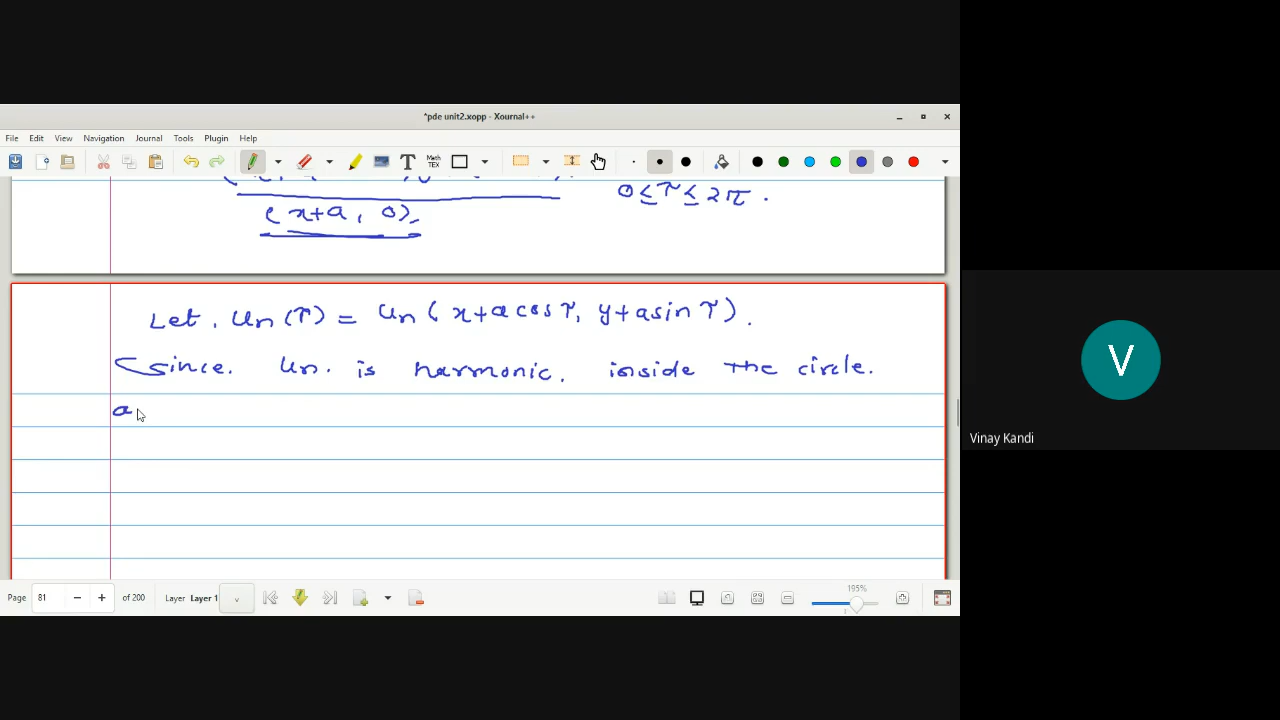 *pde unit2.xopp - Xournal++
File Edit View Navigation Journal Tools Plugin Help
0 ≤ τ ≤ 2π .
( x+a , 0).
Let , un (τ) = un ( x+a cos τ, y+a sin τ ) .
Since. un. is harmonic. inside the circle.
a
V
Vinay Kandi
Page 81 of 200 Layer Layer 1 195%